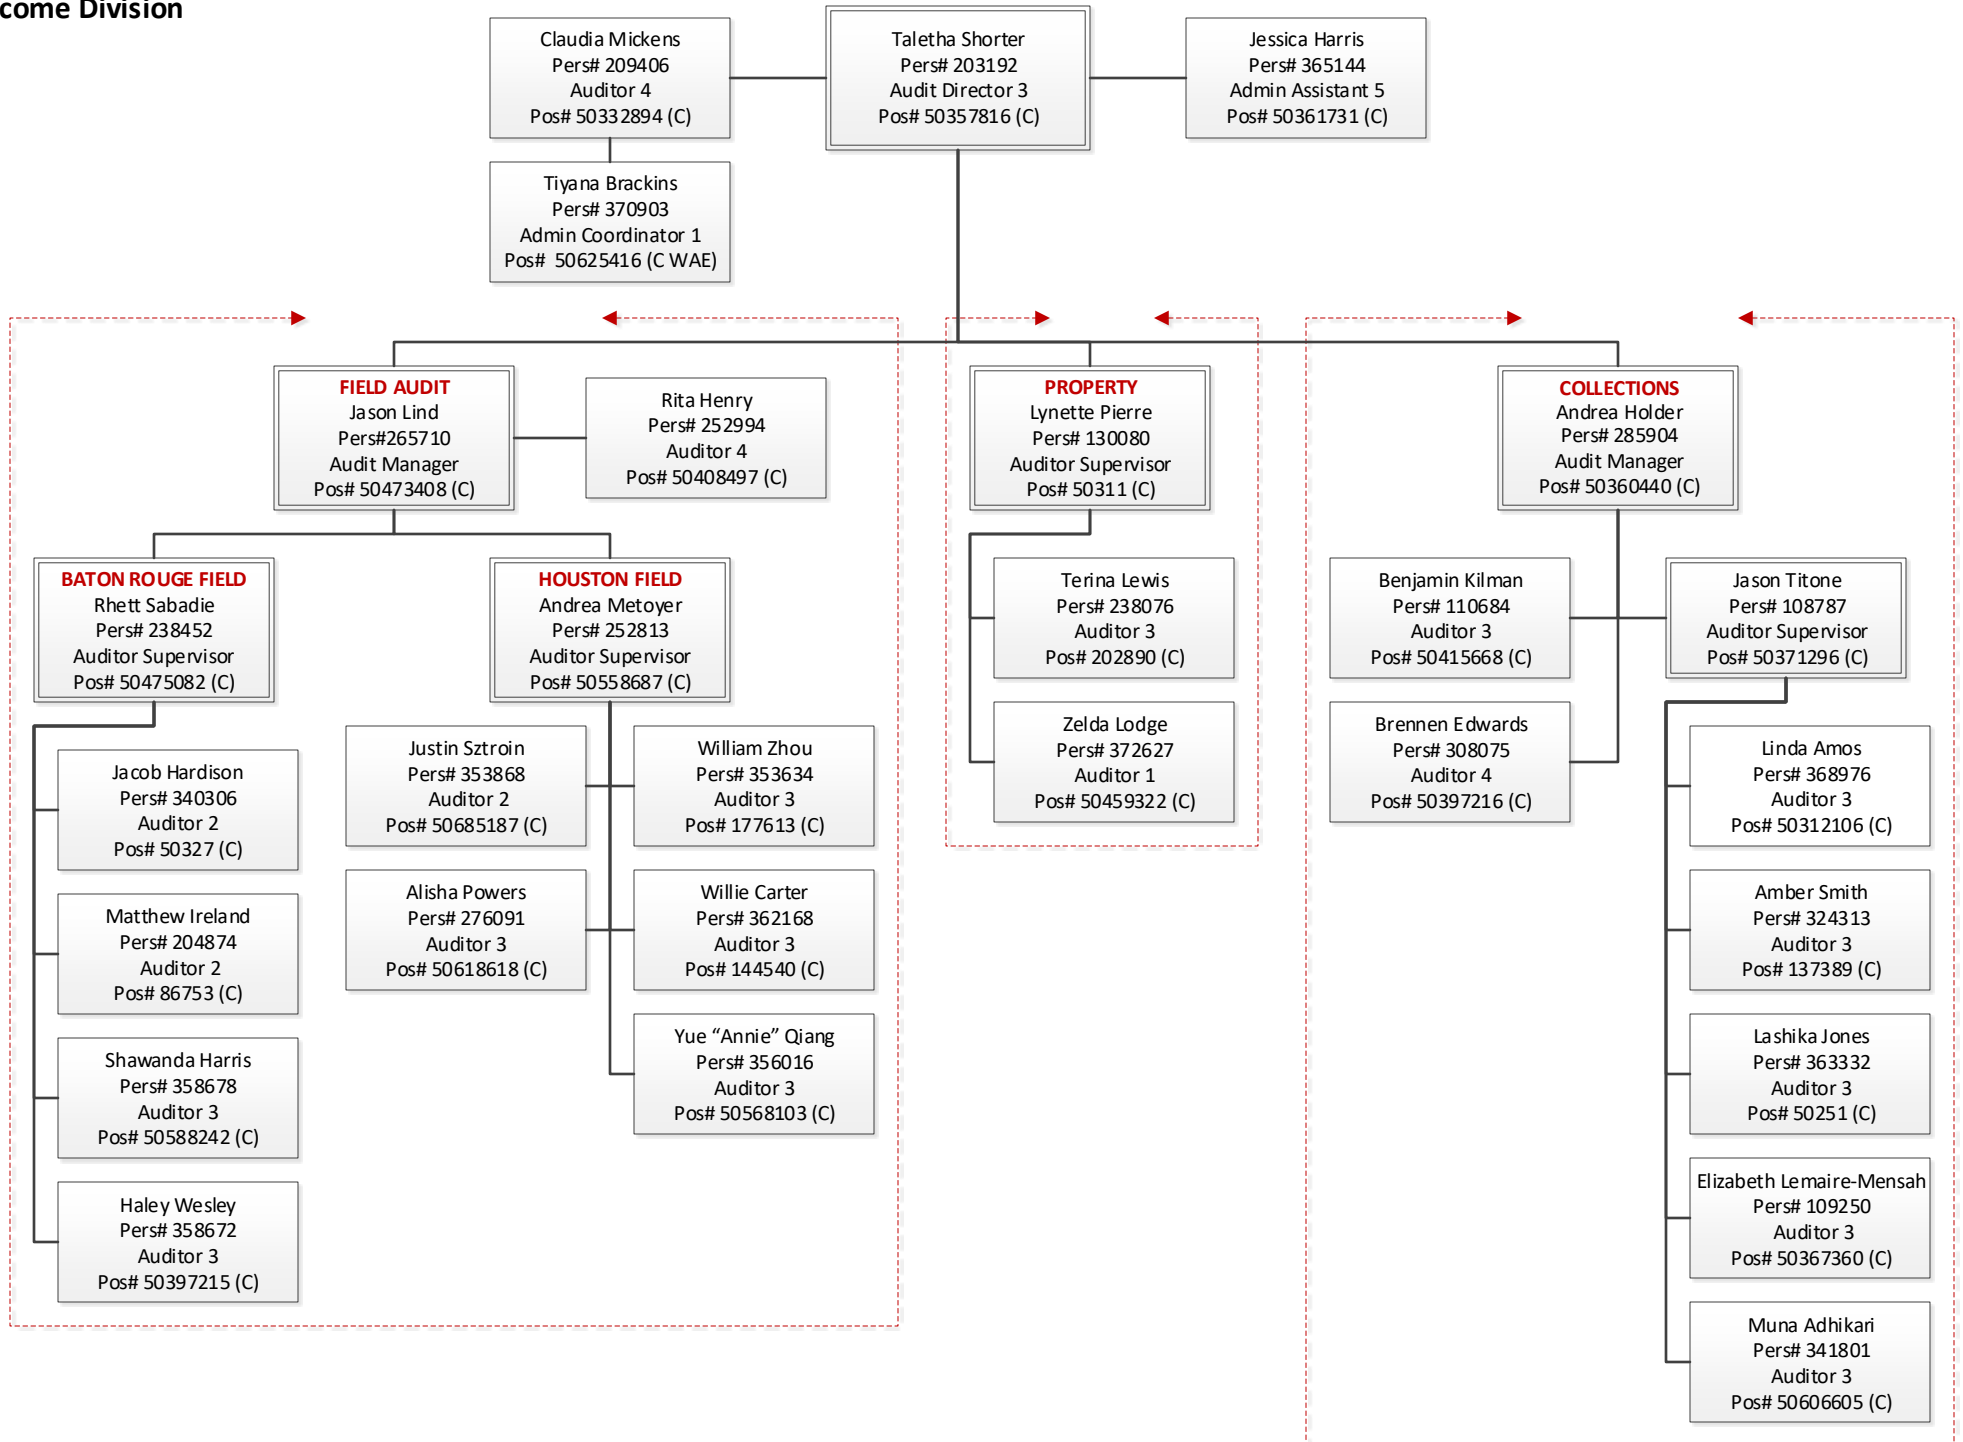 come Division
Claudia Mickens
Pers# 209406
Auditor 4
Pos# 50332894 (C)
Taletha Shorter
Pers# 203192
Audit Director 3
Pos# 50357816 (C)
Jessica Harris
Pers# 365144
Admin Assistant 5
Pos# 50361731 (C)
Tiyana Brackins
Pers# 370903
Admin Coordinator 1
Pos#  50625416 (C WAE)
FIELD AUDIT
Jason Lind
Pers#265710
Audit Manager
Pos# 50473408 (C)
Rita Henry
Pers# 252994
Auditor 4
Pos# 50408497 (C)
BATON ROUGE FIELD
Rhett Sabadie
Pers# 238452
Auditor Supervisor
Pos# 50475082 (C)
Jacob Hardison
Pers# 340306
Auditor 2
Pos# 50327 (C)
Matthew Ireland
Pers# 204874
Auditor 2
Pos# 86753 (C)
Shawanda Harris
Pers# 358678
Auditor 3
Pos# 50588242 (C)
Haley Wesley
Pers# 358672
Auditor 3
Pos# 50397215 (C)
HOUSTON FIELD
Andrea Metoyer
Pers# 252813
Auditor Supervisor
Pos# 50558687 (C)
Justin Sztroin
Pers# 353868
Auditor 2
Pos# 50685187 (C)
William Zhou
Pers# 353634
Auditor 3
Pos# 177613 (C)
Alisha Powers
Pers# 276091
Auditor 3
Pos# 50618618 (C)
Willie Carter
Pers# 362168
Auditor 3
Pos# 144540 (C)
Yue “Annie” Qiang
Pers# 356016
Auditor 3
Pos# 50568103 (C)
PROPERTY
Lynette Pierre
Pers# 130080
Auditor Supervisor
Pos# 50311 (C)
Terina Lewis
Pers# 238076
Auditor 3
Pos# 202890 (C)
Zelda Lodge
Pers# 372627
Auditor 1
Pos# 50459322 (C)
COLLECTIONS
Andrea Holder
Pers# 285904
Audit Manager
Pos# 50360440 (C)
Benjamin Kilman
Pers# 110684
Auditor 3
Pos# 50415668 (C)
Brennen Edwards
Pers# 308075
Auditor 4
Pos# 50397216 (C)
Jason Titone
Pers# 108787
Auditor Supervisor
Pos# 50371296 (C)
Linda Amos
Pers# 368976
Auditor 3
Pos# 50312106 (C)
Amber Smith
Pers# 324313
Auditor 3
Pos# 137389 (C)
Lashika Jones
Pers# 363332
Auditor 3
Pos# 50251 (C)
Elizabeth Lemaire-Mensah
Pers# 109250
Auditor 3
Pos# 50367360 (C)
Muna Adhikari
Pers# 341801
Auditor 3
Pos# 50606605 (C)